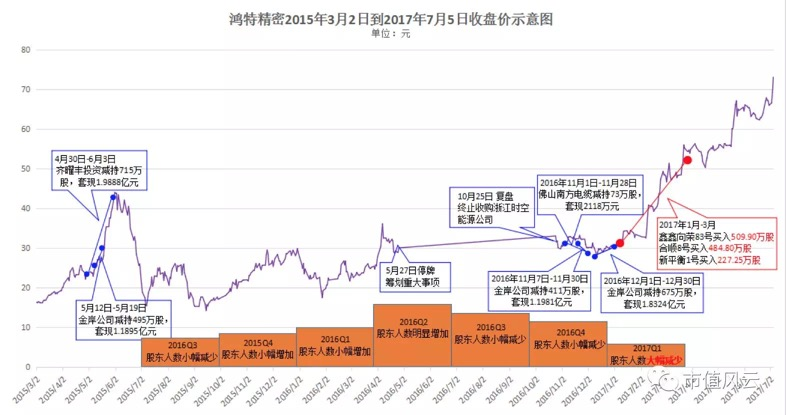 鸿特精密2015年3月2日到2017年7月5日收盘价示意图
单位：元
80
70
60
50
40
30
20
10
0
4月30日-6月3日
齐曜丰投资减持715万
股，套现1.9888亿元
5月12日-5月19日
金岸公司减持495万股，
套现1.1895亿元
5月27日停牌
筹划重大事项
10月25日 复盘
终止收购浙江时空
能源公司
2016年11月1日-11月28日
佛山南方电缆减持73万股，
套现2118万元
2016年11月7日-11月30日
金岸公司减持411万股，
套现1.1981亿元
2016年12月1日-12月30日
金岸公司减持675万股，
套现1.8324亿元
2017年1月-3月
鑫鑫向荣83号买入509.90万股
合顺8号买入484.80万股
新平衡1号买入227.25万股
2016Q3
股东人数小幅减少
2015Q4
股东人数小幅增加
2016Q1
股东人数小幅增加
2016Q2
股东人数明显增加
2016Q3
股东人数小幅减少
2016Q4
股东人数小幅减少
2017Q1
股东人数大幅减少
2015/3/2
2015/4/2
2015/5/2
2015/6/2
2015/7/2
2015/8/2
2015/9/2
2015/10/2
2015/11/2
2015/12/2
2016/1/2
2016/2/2
2016/3/2
2016/4/2
2016/5/2
2016/6/2
2016/7/2
2016/8/2
2016/9/2
2016/10/2
2016/11/2
2016/12/2
2017/1/2
2017/2/2
2017/3/2
2017/4/2
2017/5/2
2017/6/2
2017/7/2
市值风云